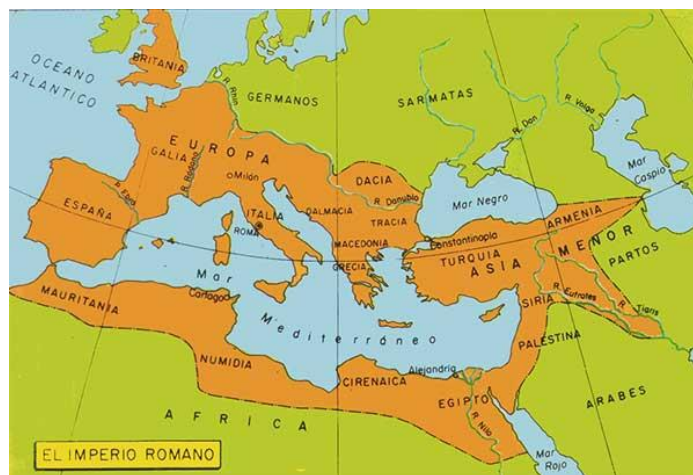 OCEANO
ATLANTICO
BRITANIA
R. Rhin
GERMANOS
SARMATAS
R. Don
R. Volga
Mar
Caspio
EUROPA
GALIA
R. Ródano
Milán
DACIA
R. Danubio
Mar Negro
ARMENIA
ESPAÑA
R. Ebro
ITALIA
ROMA
DALMACIA
TRACIA
MACEDONIA
GRECIA
Constantinopla
TURQUIA
ASIA MENOR
PARTOS
Mar Mediterráneo
MAURITANIA
Cartago
SIRIA
R. Eufrates
R. Tigris
NUMIDIA
CIRENAICA
Alejandría
PALESTINA
EGIPTO
R. Nilo
ARABES
AFRICA
Mar
Rojo
EL IMPERIO ROMANO